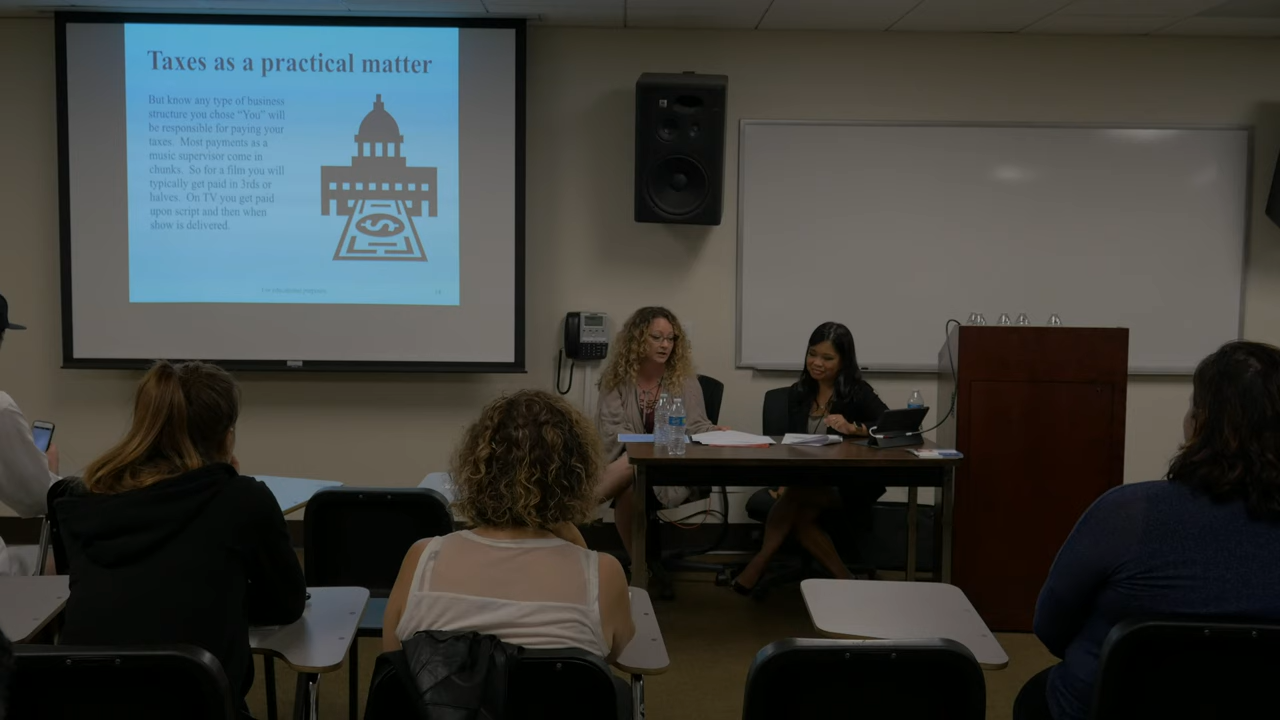 Taxes as a practical matter
But know any type of business
structure you chose "You" will
be responsible for paying your
taxes. Most payments as a
music supervisor come in
chunks. So for a film you will
typically get paid in 3rds or
halves. On TV you get paid
upon script and then when
show is delivered.